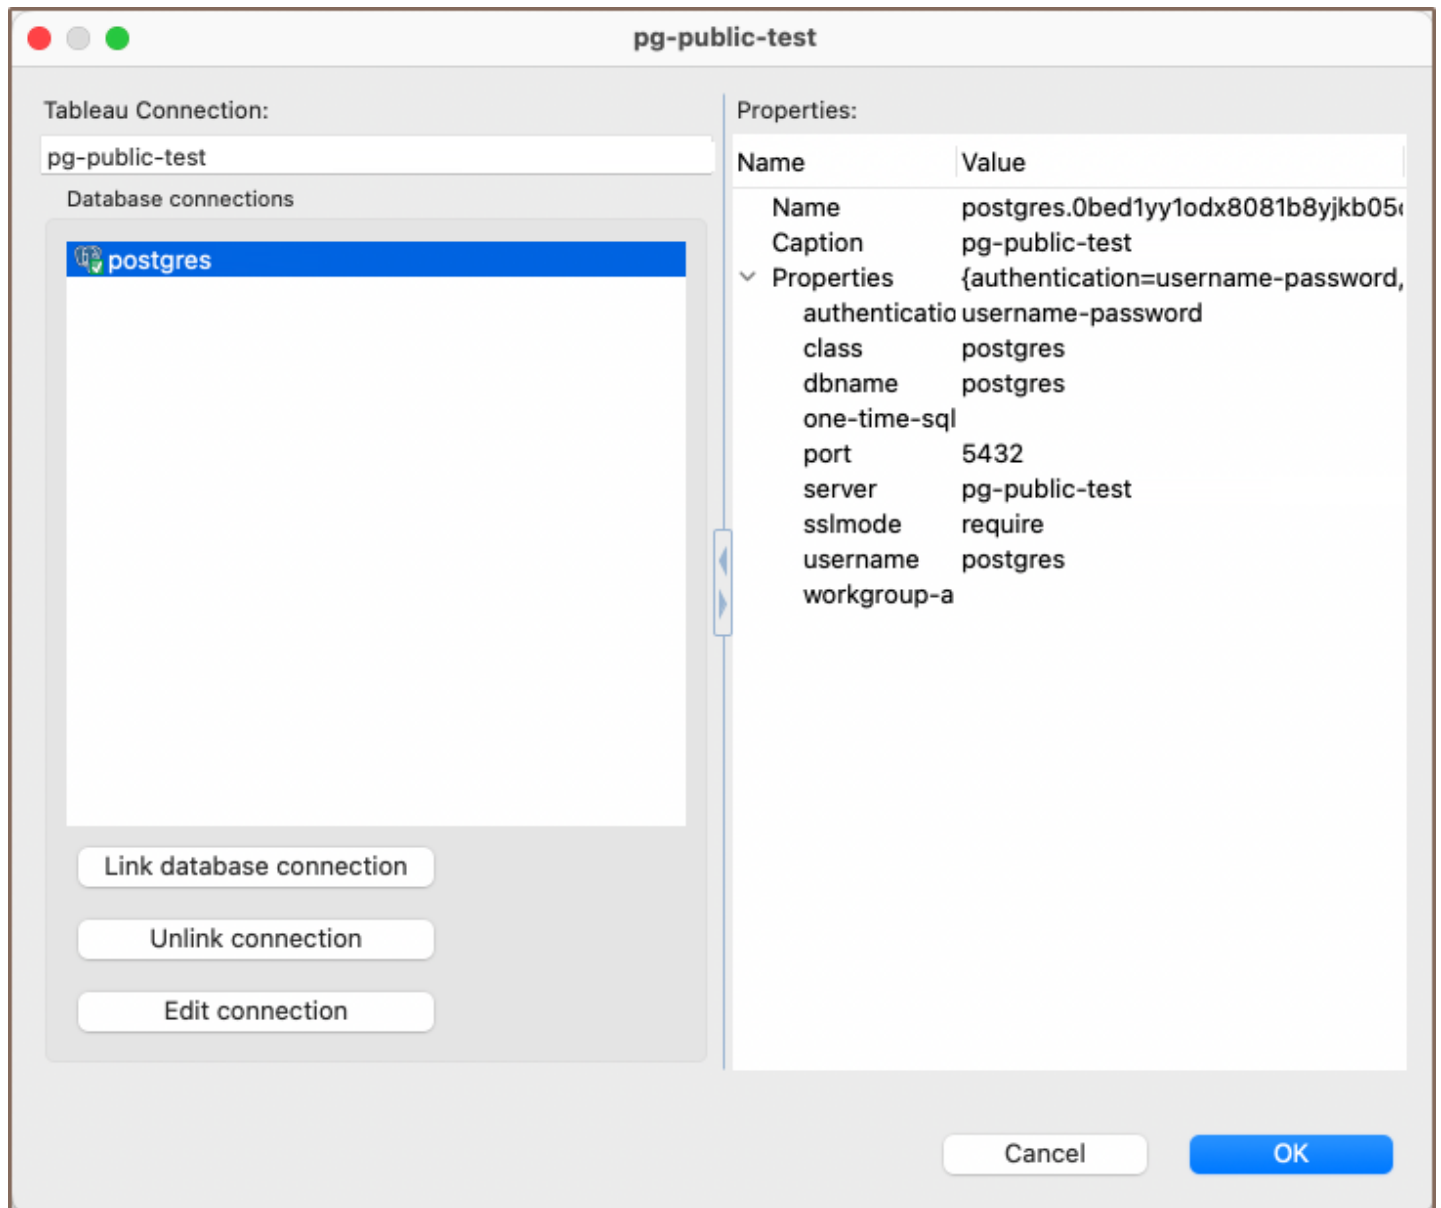 pg-public-test
Tableau Connection:
pg-public-test
Database connections
postgres
Link database connection
Unlink connection
Edit connection
Properties:
Name Value
Name postgres.0bed1yy1odx8081b8yjkb05
Caption pg-public-test
Properties {authentication=username-password,
authenticatio username-password
class postgres
dbname postgres
one-time-sql
port 5432
server pg-public-test
sslmode require
username postgres
workgroup-a
Cancel OK